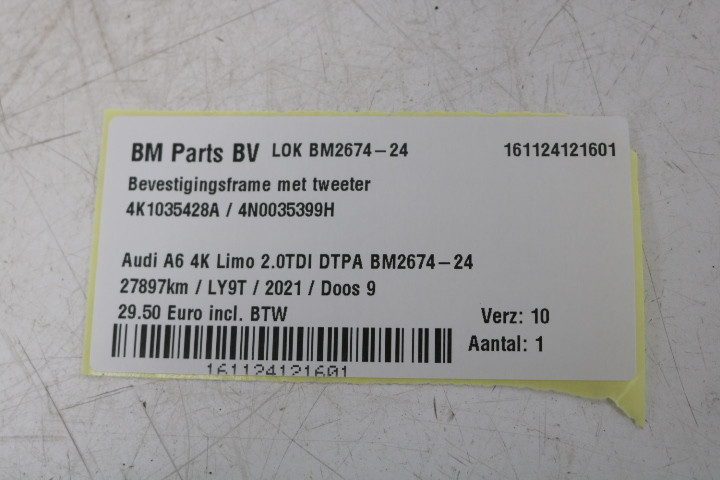 BM Parts BV LOK BM2674-24 161124121601
Bevestigingsframe met tweeter
4K1035428A / 4N0035399H
Audi A6 4K Limo 2.0TDI DTPA BM2674-24
27897km / LY9T / 2021 / Doos 9
29.50 Euro incl. BTW Verz: 10
Aantal: 1
161124121601